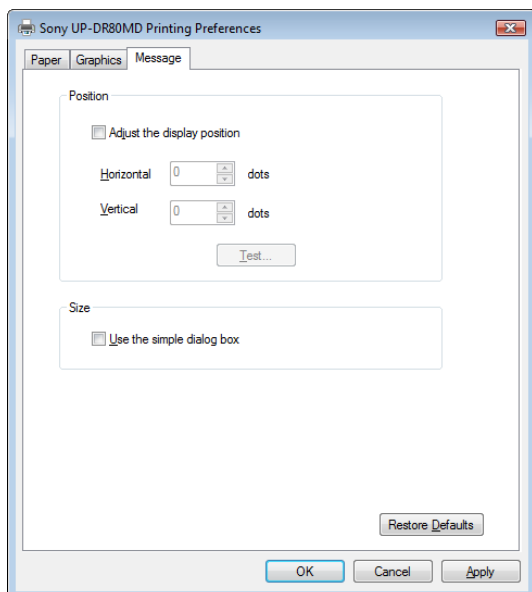 Sony UP-DR80MD Printing Preferences
Paper Graphics Message
Position
Adjust the display position
Horizontal 0 dots
Vertical 0 dots
Test...
Size
Use the simple dialog box
Restore Defaults
OK Cancel Apply